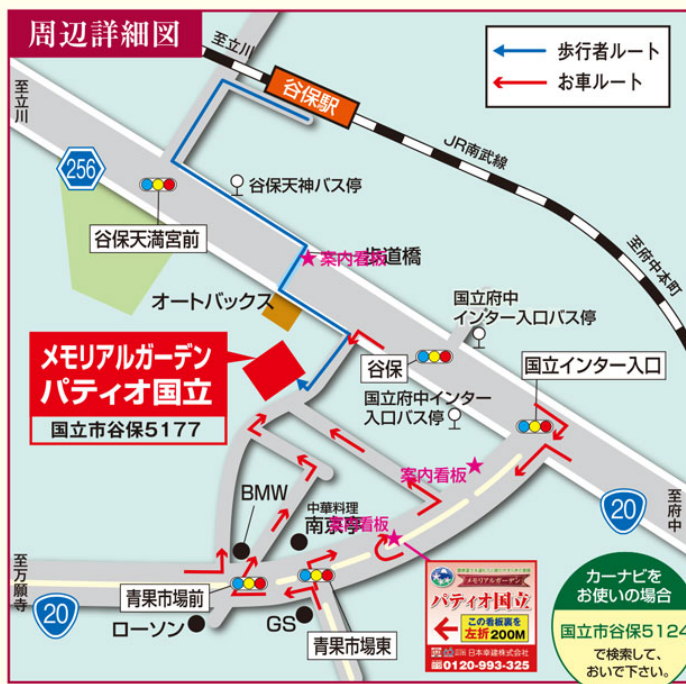 周辺詳細図
歩行者ルート
お車ルート
至立川
至立川
谷保駅
JR南武線
至府中本町
256
谷保天神バス停
谷保天満宮前
案内看板
歩道橋
オートバックス
国立府中
インター入口バス停
メモリアルガーデン
パティオ国立
国立市谷保5177
谷保
国立インター入口
国立府中インター
入口バス停
案内看板
BMW
中華料理
南京亭
案内看板
20
至府中
至万願寺
20
青果市場前
ローソン
GS
青果市場東
メモリアルガーデン
パティオ国立
この看板裏を
左折200M
日本幸建株式会社
0120-993-325
カーナビを
お使いの場合
国立市谷保5124
で検索して、
おいで下さい。